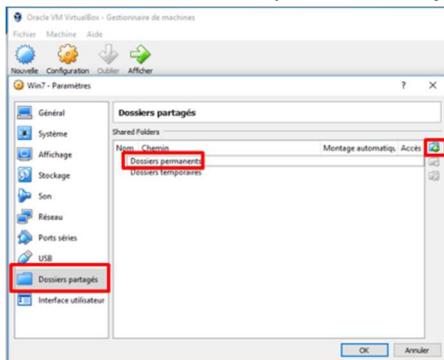 Oracle VM VirtualBox - Gestionnaire de machines
Fichier Machine Aide
Nouvelle Configuration Oublier Afficher
Win7 - Paramètres ? ×
Général
Système
Affichage
Stockage
Son
Réseau
Ports séries
USB
Dossiers partagés
Interface utilisateur
Dossiers partagés
Shared Folders
Nom Chemin Montage automatiqu Accès
Dossiers permanents
Dossiers temporaires
OK Annuler